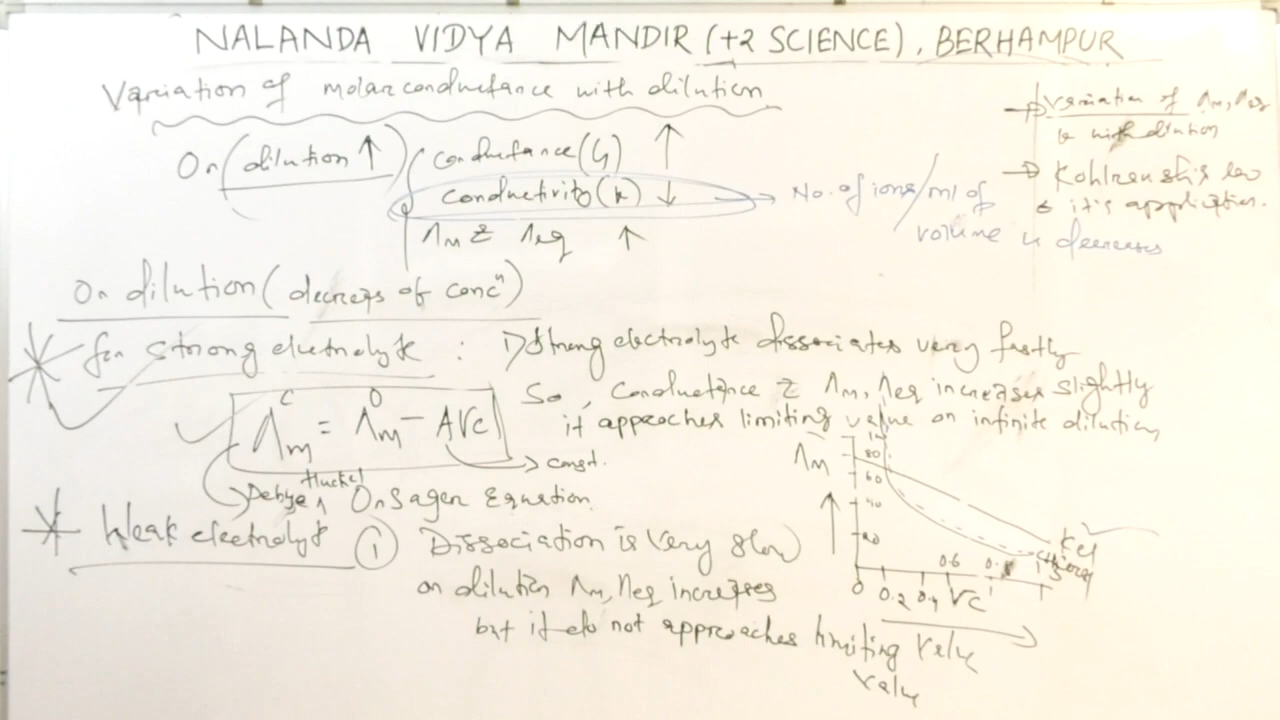 NALANDA VIDYA MANDIR (+2 SCIENCE), BERHAMPUR
Variation of molar conductance with dilution
→ Variation of Λm, Λeq
with dilution
→ Kohlraush's law
& it's application.
On (dilution ↑) conductance(G) ↑
conductivity(k) ↓ → No. of ions/ml of
volume is decreases
Λm & Λeq ↑
On dilution (decreas of concⁿ)
for strong electrolyte : 1) Strong electrolyte dissociates very fastly
So, Conductance & Λm, Λeq increases slightly
it approaches limiting value on infinite dilution,
Λm^c = Λm^0 - A√c
→ const.
Debye Huckel Onsager Equation.
Weak electrolyt ① Dissociation is very slow
on dilution Λm, Λeq increases
but it do not approaches limiting Value
Value
Λm ↑
80
60
40
20
0 0.2 0.4 0.6
√c →
KCl